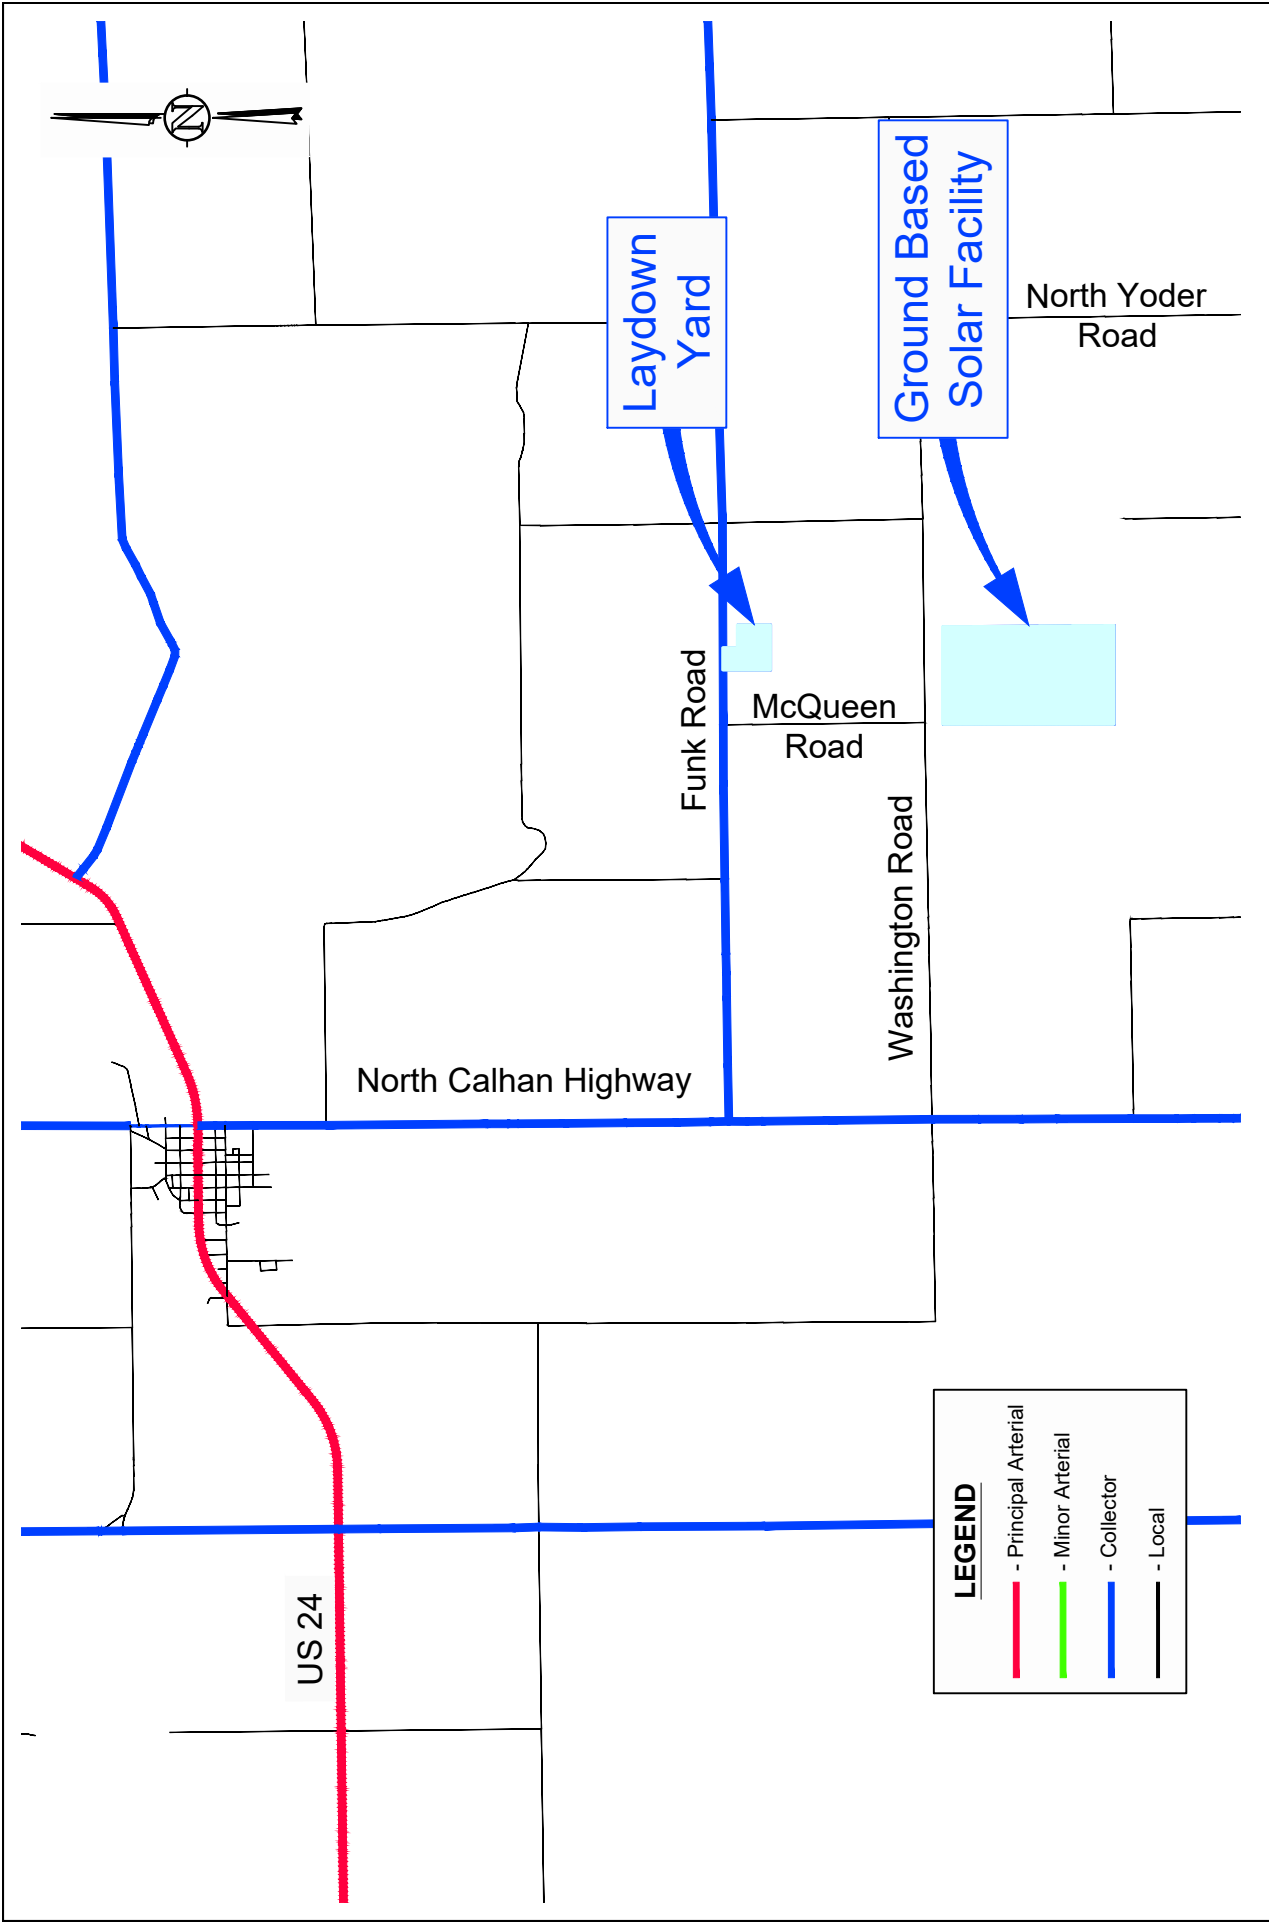 N
Laydown
Yard
Ground Based
Solar Facility
North Yoder
Road
Funk Road
McQueen
Road
Washington Road
North Calhan Highway
US 24
LEGEND
- Principal Arterial
- Minor Arterial
- Collector
- Local